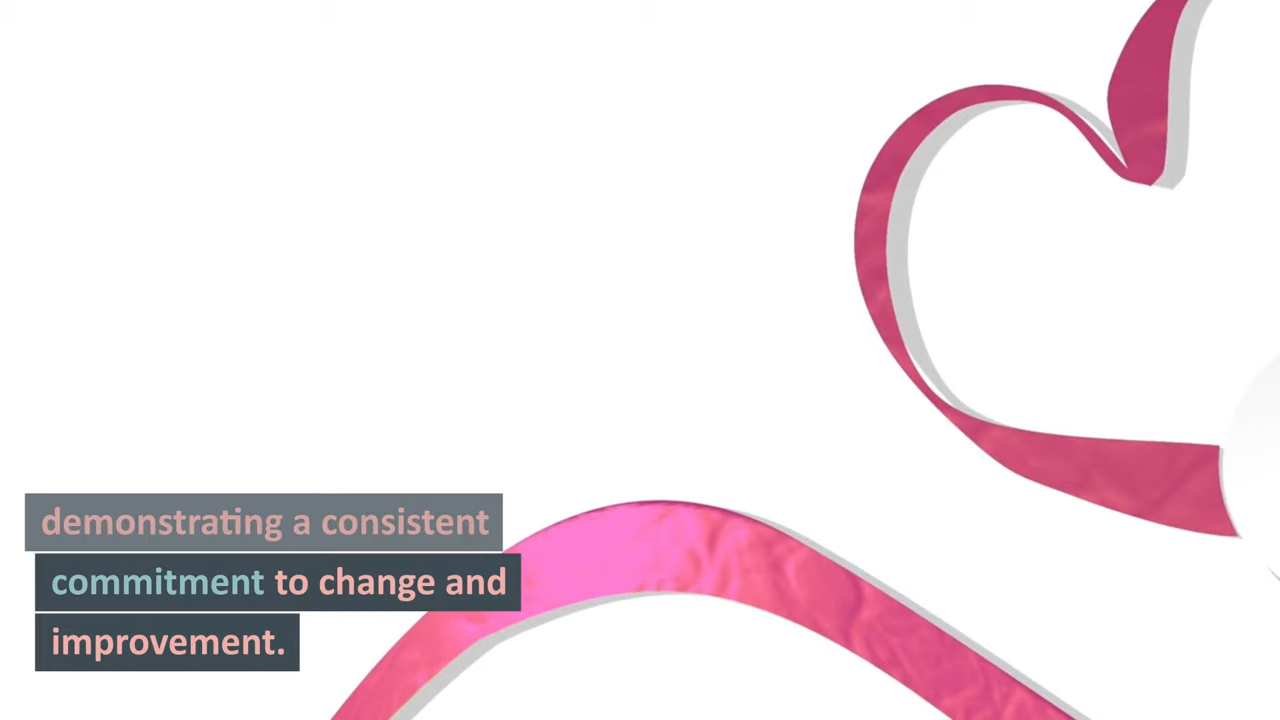 demonstrating a consistent
commitment to change and
improvement.